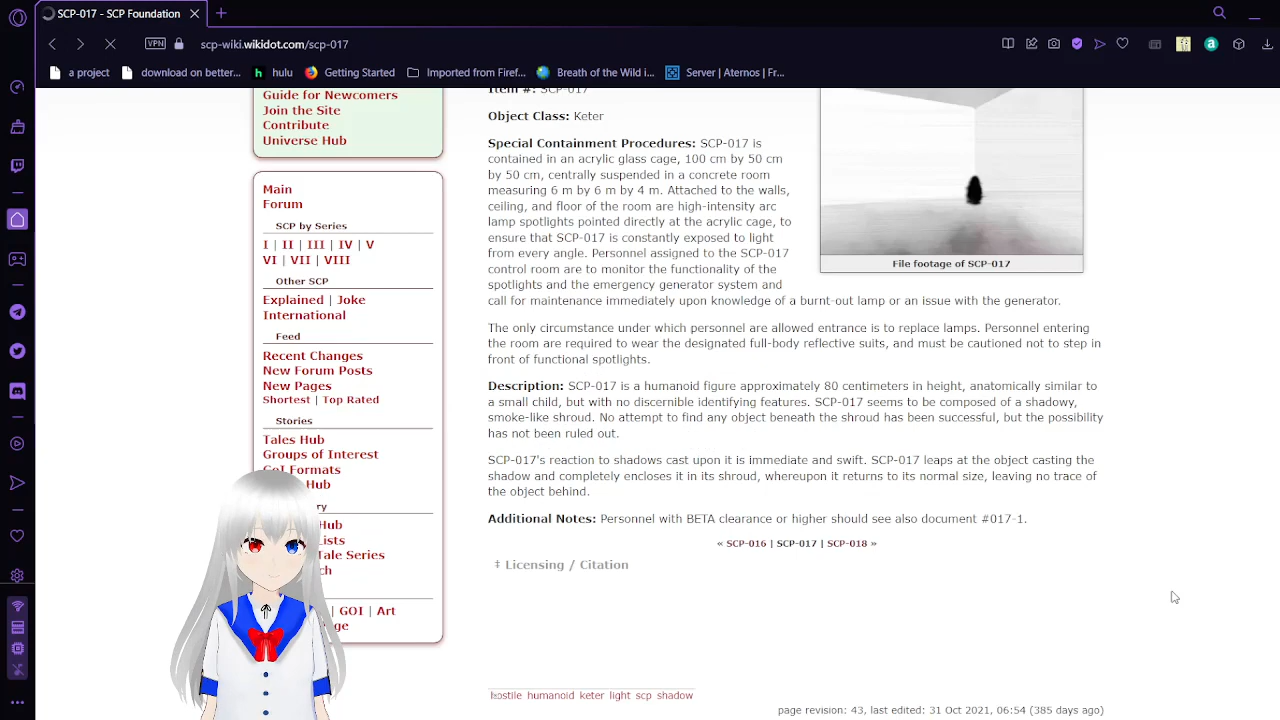 SCP-017 - SCP Foundation
VPN
scp-wiki.wikidot.com/scp-017
a project
download on better...
hulu
Getting Started
Imported from Firef...
Breath of the Wild i...
Server | Aternos | Fr...
Guide for Newcomers
Join the Site
Contribute
Universe Hub
Main
Forum
SCP by Series
I | II | III | IV | V
VI | VII | VIII
Other SCP
Explained | Joke
International
Feed
Recent Changes
New Forum Posts
New Pages
Shortest | Top Rated
Stories
Tales Hub
Groups of Interest
GoI Formats
Hub
Hub
Tale Series
| GOI | Art
Item #: SCP-017
Object Class: Keter
Special Containment Procedures: SCP-017 is
contained in an acrylic glass cage, 100 cm by 50 cm
by 50 cm, centrally suspended in a concrete room
measuring 6 m by 6 m by 4 m. Attached to the walls,
ceiling, and floor of the room are high-intensity arc
lamp spotlights pointed directly at the acrylic cage, to
ensure that SCP-017 is constantly exposed to light
from every angle. Personnel assigned to the SCP-017
control room are to monitor the functionality of the
spotlights and the emergency generator system and
call for maintenance immediately upon knowledge of a burnt-out lamp or an issue with the generator.
File footage of SCP-017
The only circumstance under which personnel are allowed entrance is to replace lamps. Personnel entering
the room are required to wear the designated full-body reflective suits, and must be cautioned not to step in
front of functional spotlights.
Description: SCP-017 is a humanoid figure approximately 80 centimeters in height, anatomically similar to
a small child, but with no discernible identifying features. SCP-017 seems to be composed of a shadowy,
smoke-like shroud. No attempt to find any object beneath the shroud has been successful, but the possibility
has not been ruled out.
SCP-017's reaction to shadows cast upon it is immediate and swift. SCP-017 leaps at the object casting the
shadow and completely encloses it in its shroud, whereupon it returns to its normal size, leaving no trace of
the object behind.
Additional Notes: Personnel with BETA clearance or higher should see also document #017-1.
« SCP-016 | SCP-017 | SCP-018 »
‡ Licensing / Citation
hostile humanoid keter light scp shadow
page revision: 43, last edited: 31 Oct 2021, 06:54 (385 days ago)